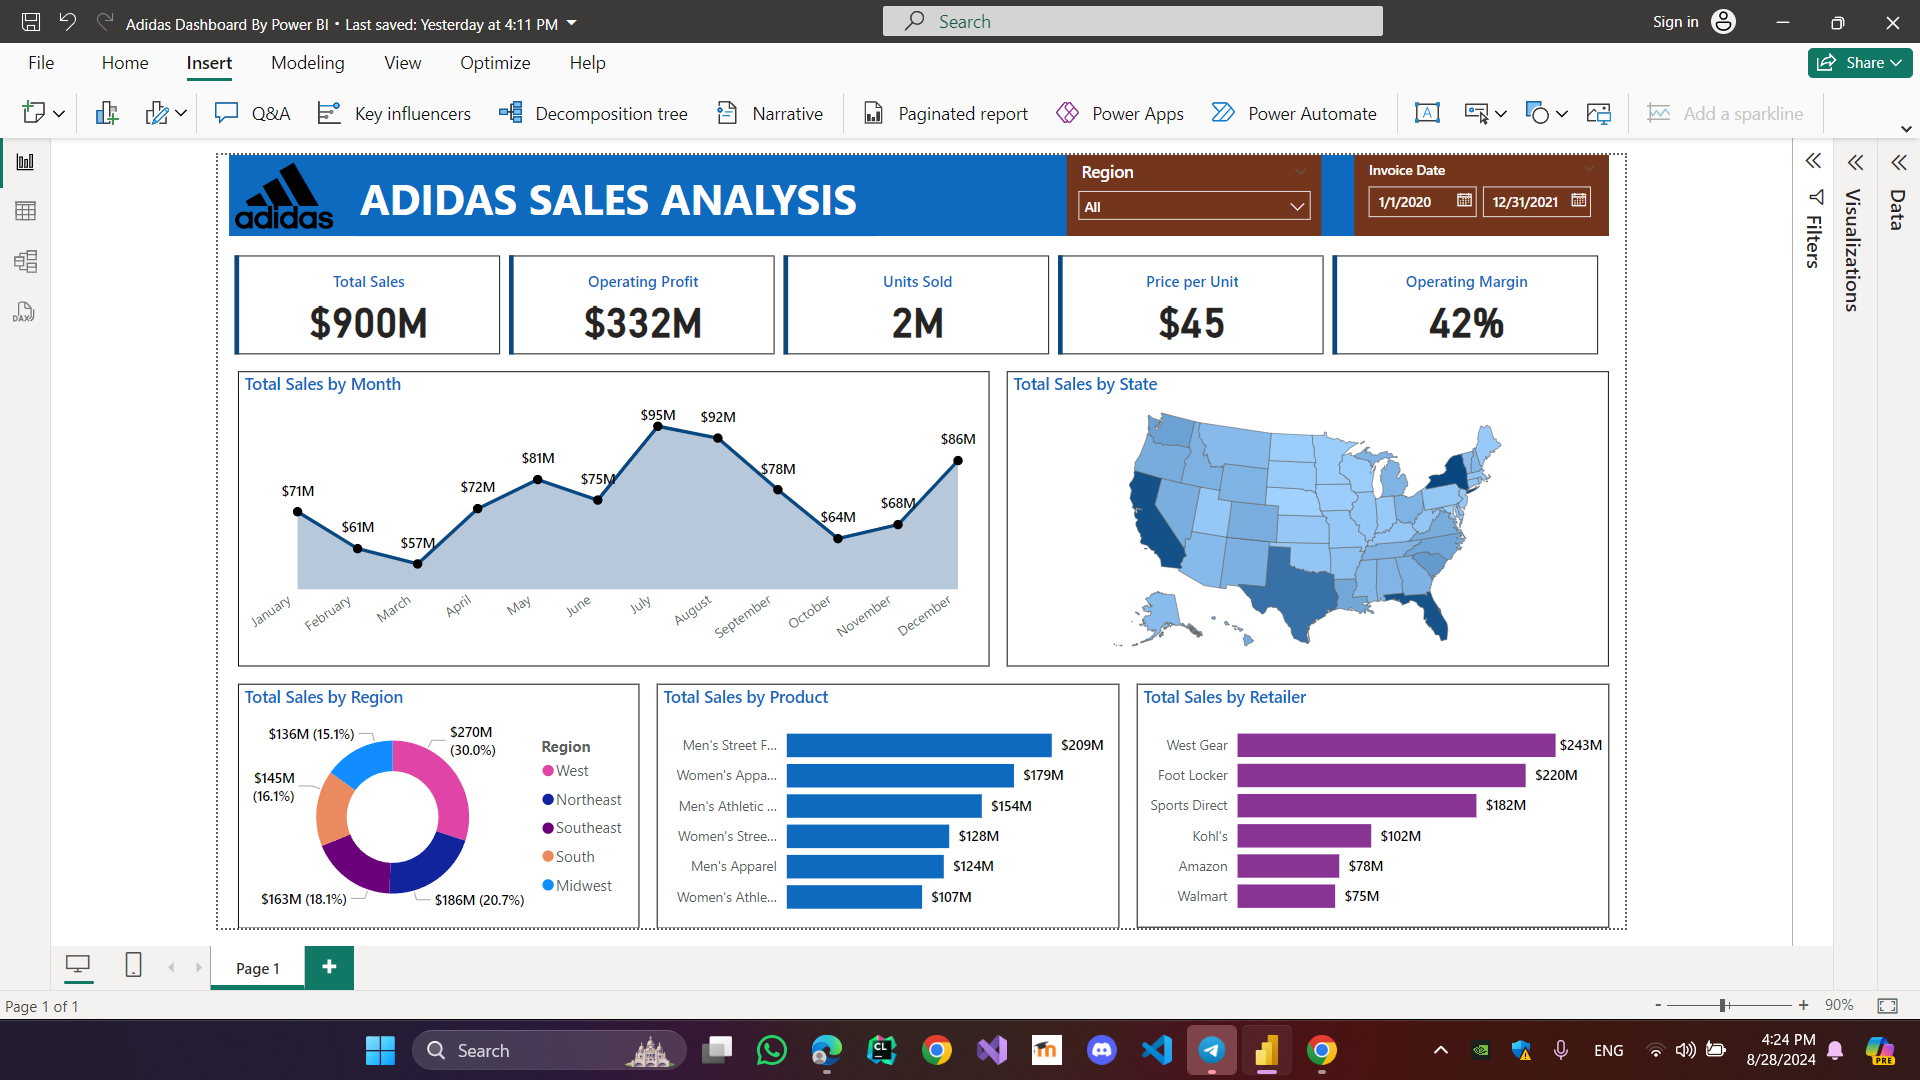 Adidas Dashboard By Power BI • Last saved: Yesterday at 4:11 PM
Search
Sign in
File Home Insert Modeling View Optimize Help
Share
Q&A Key influencers Decomposition tree Narrative Paginated report Power Apps Power Automate Add a sparkline
adidas
ADIDAS SALES ANALYSIS
Region
All
Invoice Date
1/1/2020 12/31/2021
Filters
Visualizations
Data
DAX
Total Sales
$900M
Operating Profit
$332M
Units Sold
2M
Price per Unit
$45
Operating Margin
42%
Total Sales by Month
$71M
$61M
$57M
$72M
$81M
$75M
$95M
$92M
$78M
$64M
$68M
$86M
January
February
March
April
May
June
July
August
September
October
November
December
Total Sales by State
Total Sales by Region
$136M (15.1%)
$270M
(30.0%)
$145M
(16.1%)
$163M (18.1%)
$186M (20.7%)
Region
West
Northeast
Southeast
South
Midwest
Total Sales by Product
Men's Street F... $209M
Women's Appa... $179M
Men's Athletic ... $154M
Women's Stree... $128M
Men's Apparel $124M
Women's Athle... $107M
Total Sales by Retailer
West Gear $243M
Foot Locker $220M
Sports Direct $182M
Kohl's $102M
Amazon $78M
Walmart $75M
Page 1
Page 1 of 1
- + 90%
Search
CL
ENG
4:24 PM
8/28/2024
PRE